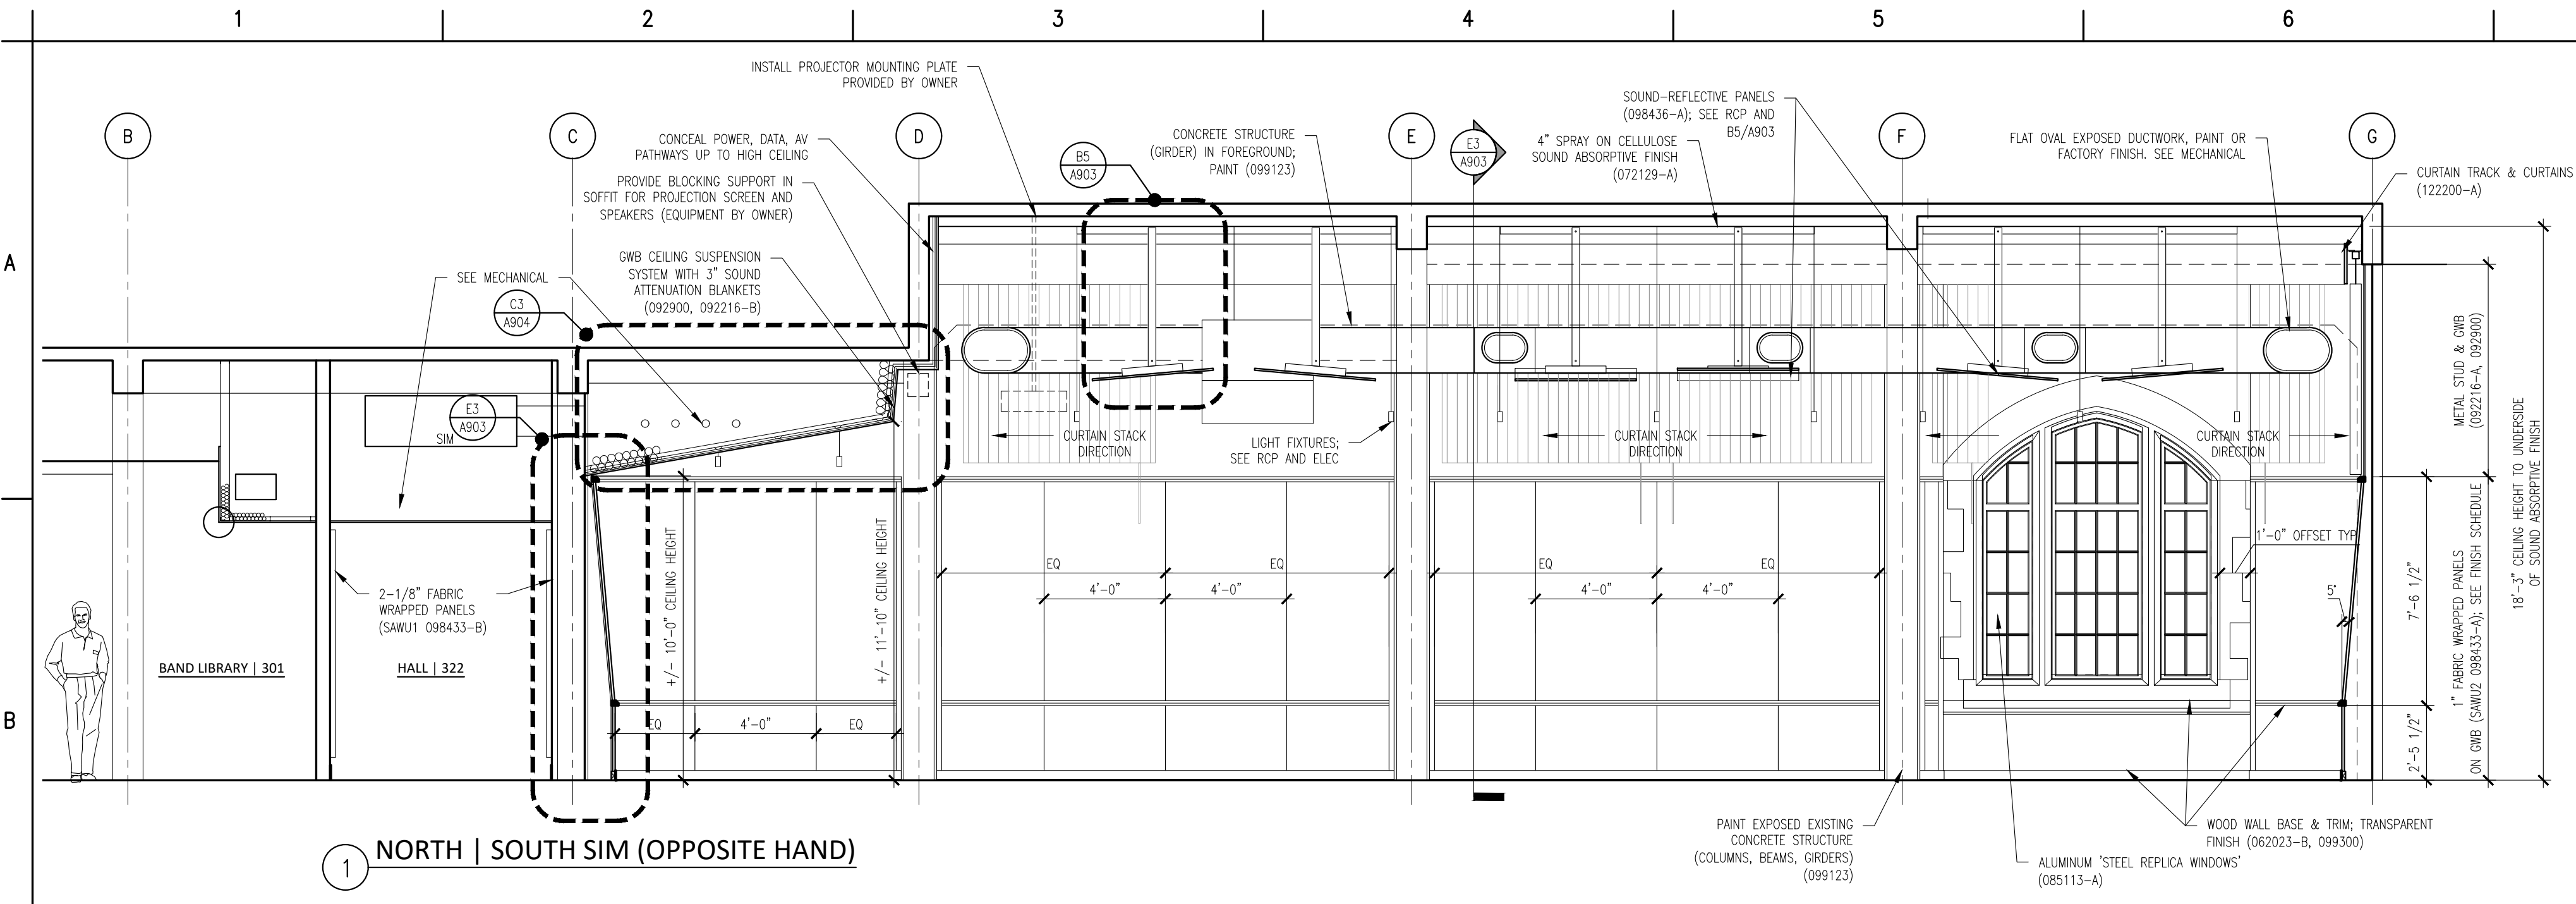 1
2
3
4
5
6
A
B
B
C
D
E
F
G
INSTALL PROJECTOR MOUNTING PLATE
PROVIDED BY OWNER
CONCEAL POWER, DATA, AV
PATHWAYS UP TO HIGH CEILING
PROVIDE BLOCKING SUPPORT IN
SOFFIT FOR PROJECTION SCREEN AND
SPEAKERS (EQUIPMENT BY OWNER)
GWB CEILING SUSPENSION
SYSTEM WITH 3" SOUND
ATTENUATION BLANKETS
(092900, 092216-B)
SEE MECHANICAL
C3
A904
E3
A903
SIM
B5
A903
CONCRETE STRUCTURE
(GIRDER) IN FOREGROUND;
PAINT (099123)
E3
A903
4" SPRAY ON CELLULOSE
SOUND ABSORPTIVE FINISH
(072129-A)
SOUND-REFLECTIVE PANELS
(098436-A); SEE RCP AND
B5/A903
FLAT OVAL EXPOSED DUCTWORK, PAINT OR
FACTORY FINISH. SEE MECHANICAL
CURTAIN TRACK & CURTAINS
(122200-A)
CURTAIN STACK
DIRECTION
LIGHT FIXTURES;
SEE RCP AND ELEC
CURTAIN STACK
DIRECTION
CURTAIN STACK
DIRECTION
2-1/8" FABRIC
WRAPPED PANELS
(SAWU1 098433-B)
BAND LIBRARY | 301
HALL | 322
+/- 10'-0" CEILING HEIGHT
+/- 11'-10" CEILING HEIGHT
EQ
4'-0"
EQ
EQ
EQ
4'-0"
4'-0"
EQ
EQ
4'-0"
4'-0"
1'-0" OFFSET TYP
5"
7'-6 1/2"
2'-5 1/2"
METAL STUD & GWB
(092216-A, 092900)
1" FABRIC WRAPPED PANELS
ON GWB (SAWU2 098433-A); SEE FINISH SCHEDULE
18'-3" CEILING HEIGHT TO UNDERSIDE
OF SOUND ABSORPTIVE FINISH
PAINT EXPOSED EXISTING
CONCRETE STRUCTURE
(COLUMNS, BEAMS, GIRDERS)
(099123)
WOOD WALL BASE & TRIM; TRANSPARENT
FINISH (062023-B, 099300)
ALUMINUM 'STEEL REPLICA WINDOWS'
(085113-A)
1
NORTH | SOUTH SIM (OPPOSITE HAND)